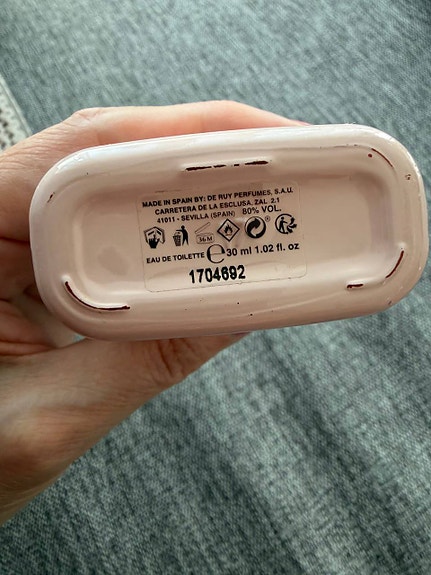 MADE IN SPAIN BY: DE RUY PERFUMES, S.A.U.
CARRETERA DE LA ESCLUSA, ZAL 2.1
41011 - SEVILLA (SPAIN) 80% VOL.
36 M
EAU DE TOILETTE e 30 ml 1.02 fl. oz
1704692